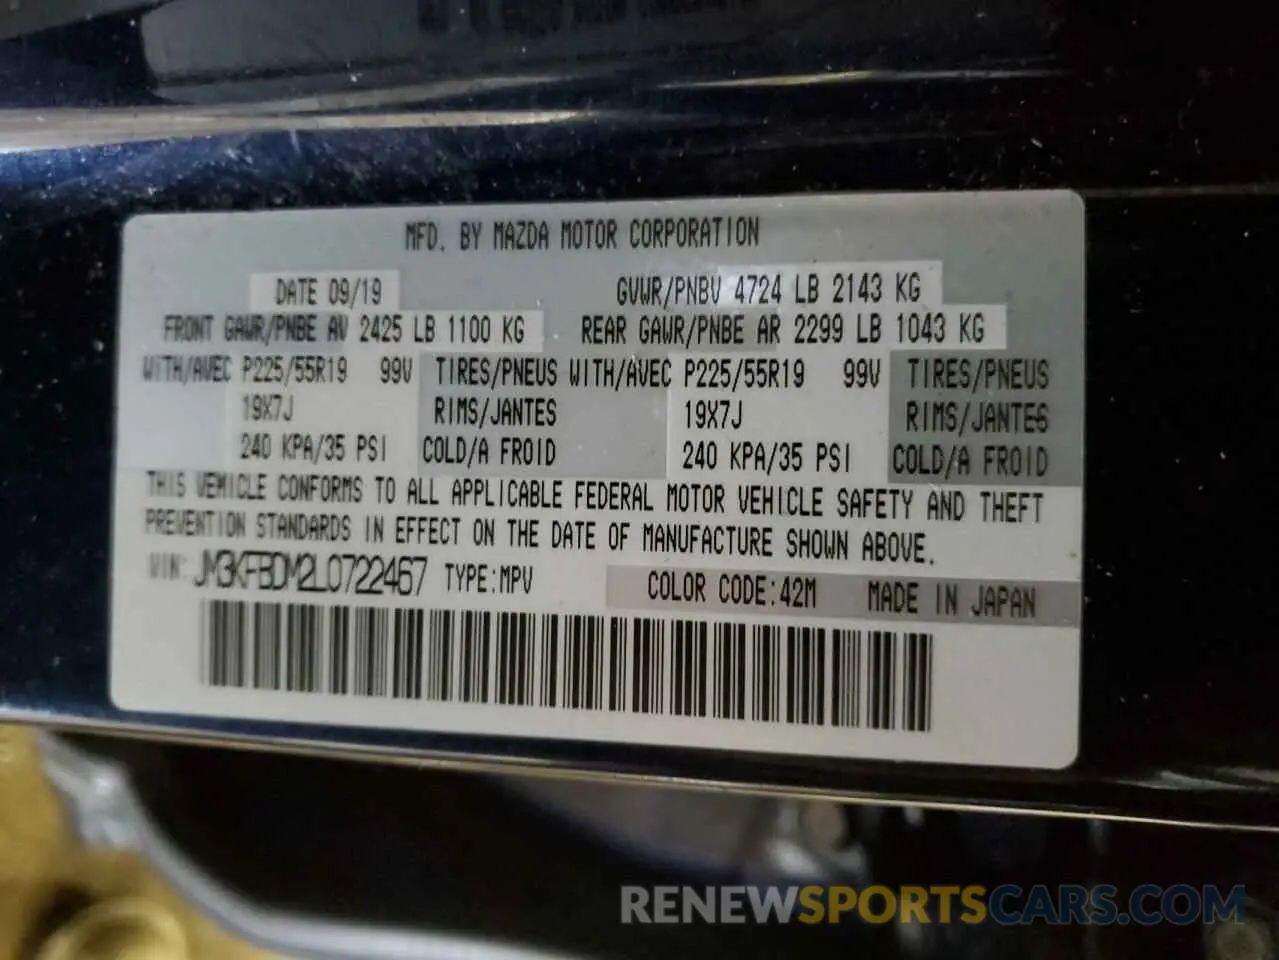 MFD. BY MAZDA MOTOR CORPORATION
DATE 09/19 GVWR/PNBV 4724 LB 2143 KG
FRONT GAWR/PNBE AV 2425 LB 1100 KG REAR GAWR/PNBE AR 2299 LB 1043 KG
WITH/AVEC P225/55R19 99V TIRES/PNEUS WITH/AVEC P225/55R19 99V TIRES/PNEUS
19X7J RIMS/JANTES 19X7J RIMS/JANTES
240 KPA/35 PSI COLD/A FROID 240 KPA/35 PSI COLD/A FROID
THIS VEHICLE CONFORMS TO ALL APPLICABLE FEDERAL MOTOR VEHICLE SAFETY AND THEFT
PREVENTION STANDARDS IN EFFECT ON THE DATE OF MANUFACTURE SHOWN ABOVE.
VIN: JM3KFBDM2L0722467 TYPE:MPV COLOR CODE:42M MADE IN JAPAN
RENEWSPORTSCARS.COM